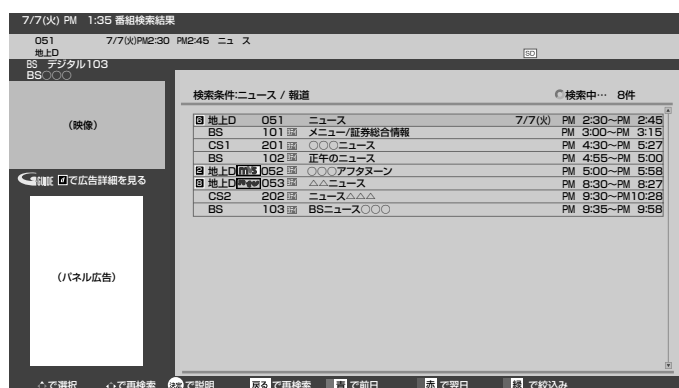 7/7(火) PM 1:35 番組検索結果
051 7/7(火)PM2:30 PM2:45 ニュ ス
地上D SD
BS デジタル103
BS○○○
検索条件:ニュース / 報道 検索中… 8件
(映像)
地上D 051 ニュース 7/7(火) PM 2:30~PM 2:45
BS 101 メニュー/証券総合情報 PM 3:00~PM 3:15
CS1 201 ○○○ニュース PM 4:30~PM 5:27
BS 102 正午のニュース PM 4:55~PM 5:00
地上D 052 ○○○アフタヌーン PM 5:00~PM 5:58
地上D 053 △△ニュース PM 8:30~PM 8:27
CS2 202 ニュース△△△ PM 9:30~PM10:28
BS 103 BSニュース○○○ PM 9:35~PM 9:58
GUIDE dで広告詳細を見る
(パネル広告)
で選択 で再検索 決定で説明 戻るで再検索 青で前日 赤で翌日 緑で絞込み